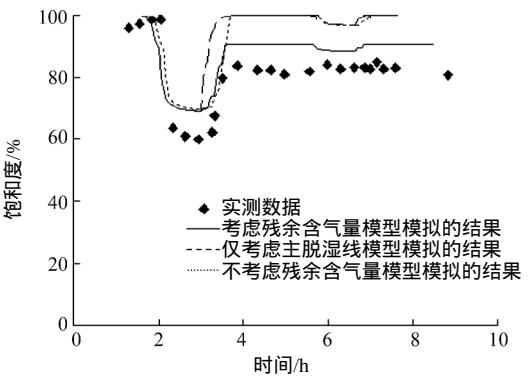 100
80
60
40
20
0
饱和度/%
实测数据
考虑残余含气量模型模拟的结果
仅考虑主脱湿线模型模拟的结果
不考虑残余含气量模型模拟的结果
0 2 4 6 8 10
时间/h